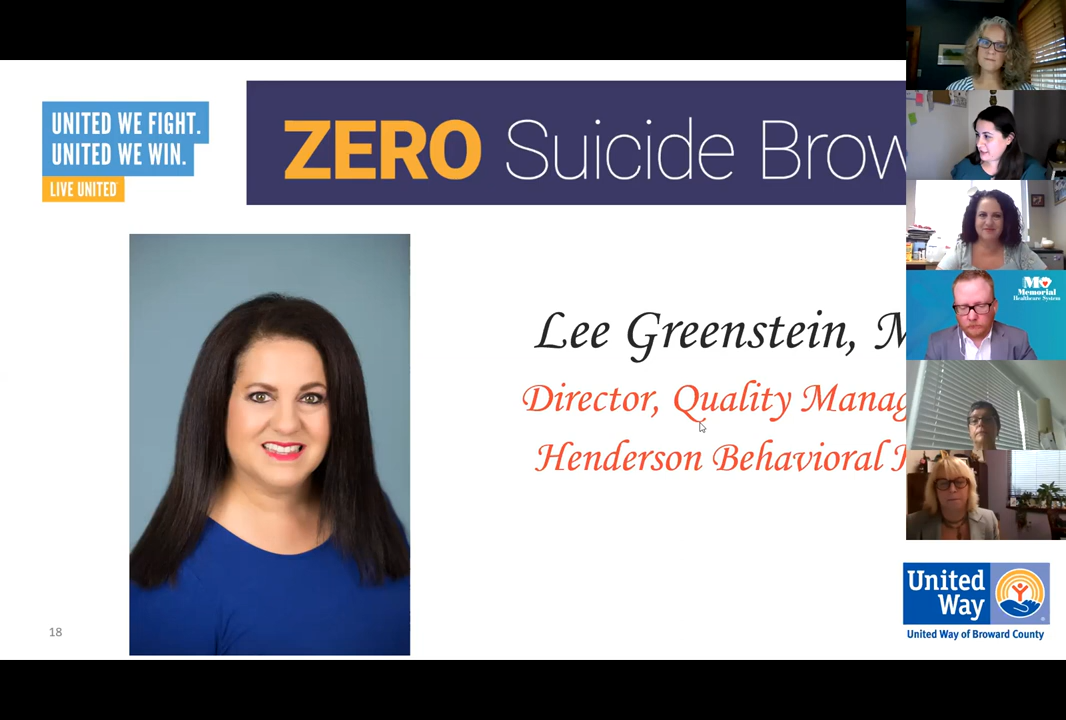 UNITED WE FIGHT.
UNITED WE WIN.
LIVE UNITED
ZERO Suicide Brow
Lee Greenstein, M
Director, Quality Manag
Henderson Behavioral
18
Memorial
Healthcare System
United
Way
United Way of Broward County